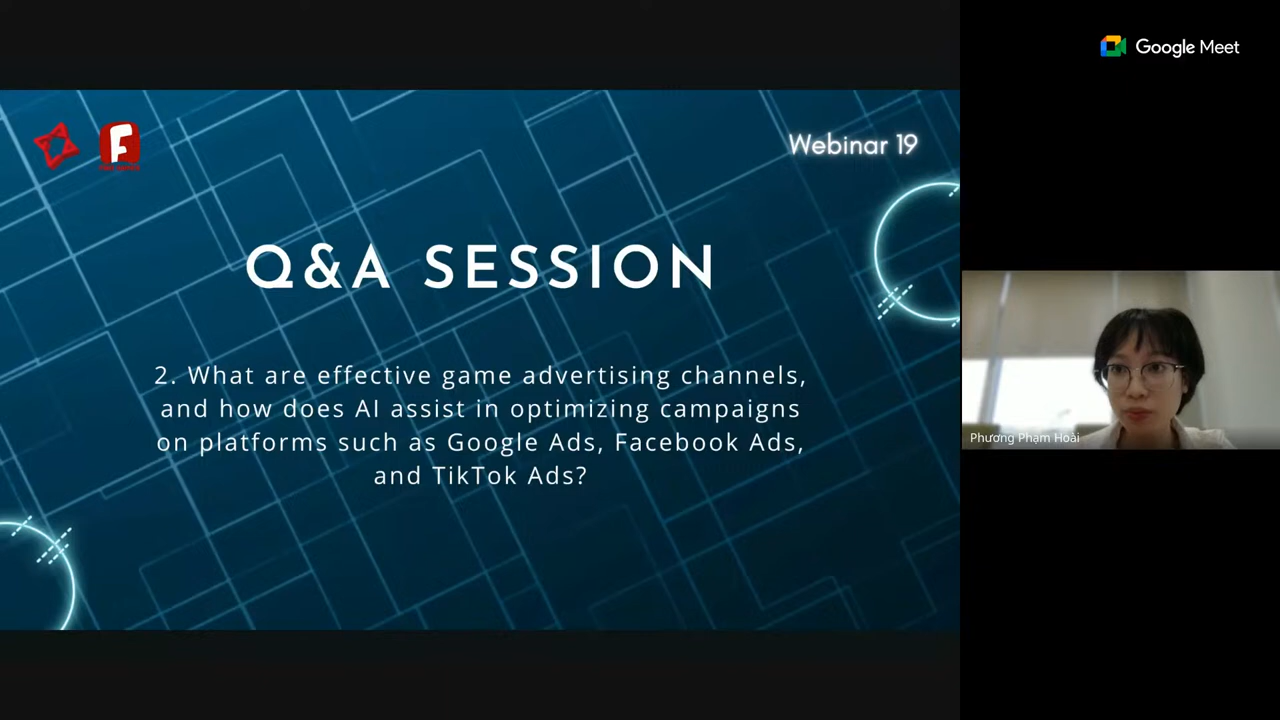 Google Meet
F
Webinar 19
Q&A SESSION
2. What are effective game advertising channels,
and how does AI assist in optimizing campaigns
on platforms such as Google Ads, Facebook Ads,
and TikTok Ads?
Phương Phạm Hoài